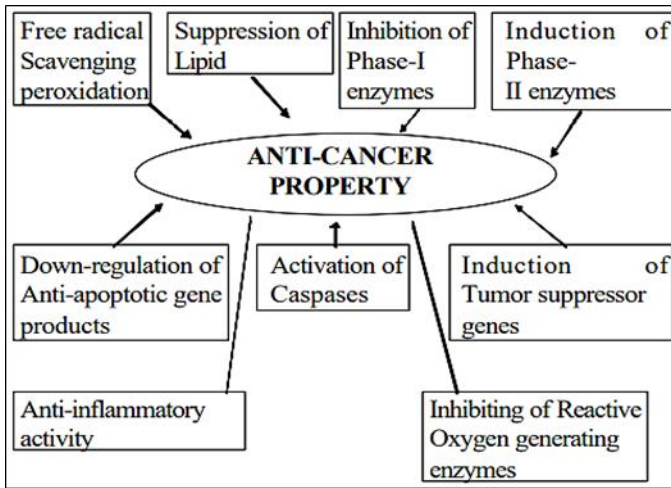 Free radical
Scavenging
peroxidation
Suppression of
Lipid
Inhibition of
Phase-I
enzymes
Induction of
Phase-
II enzymes
ANTI-CANCER
PROPERTY
Down-regulation of
Anti-apoptotic gene
products
Activation of
Caspases
Induction of
Tumor suppressor
genes
Anti-inflammatory
activity
Inhibiting of Reactive
Oxygen generating
enzymes